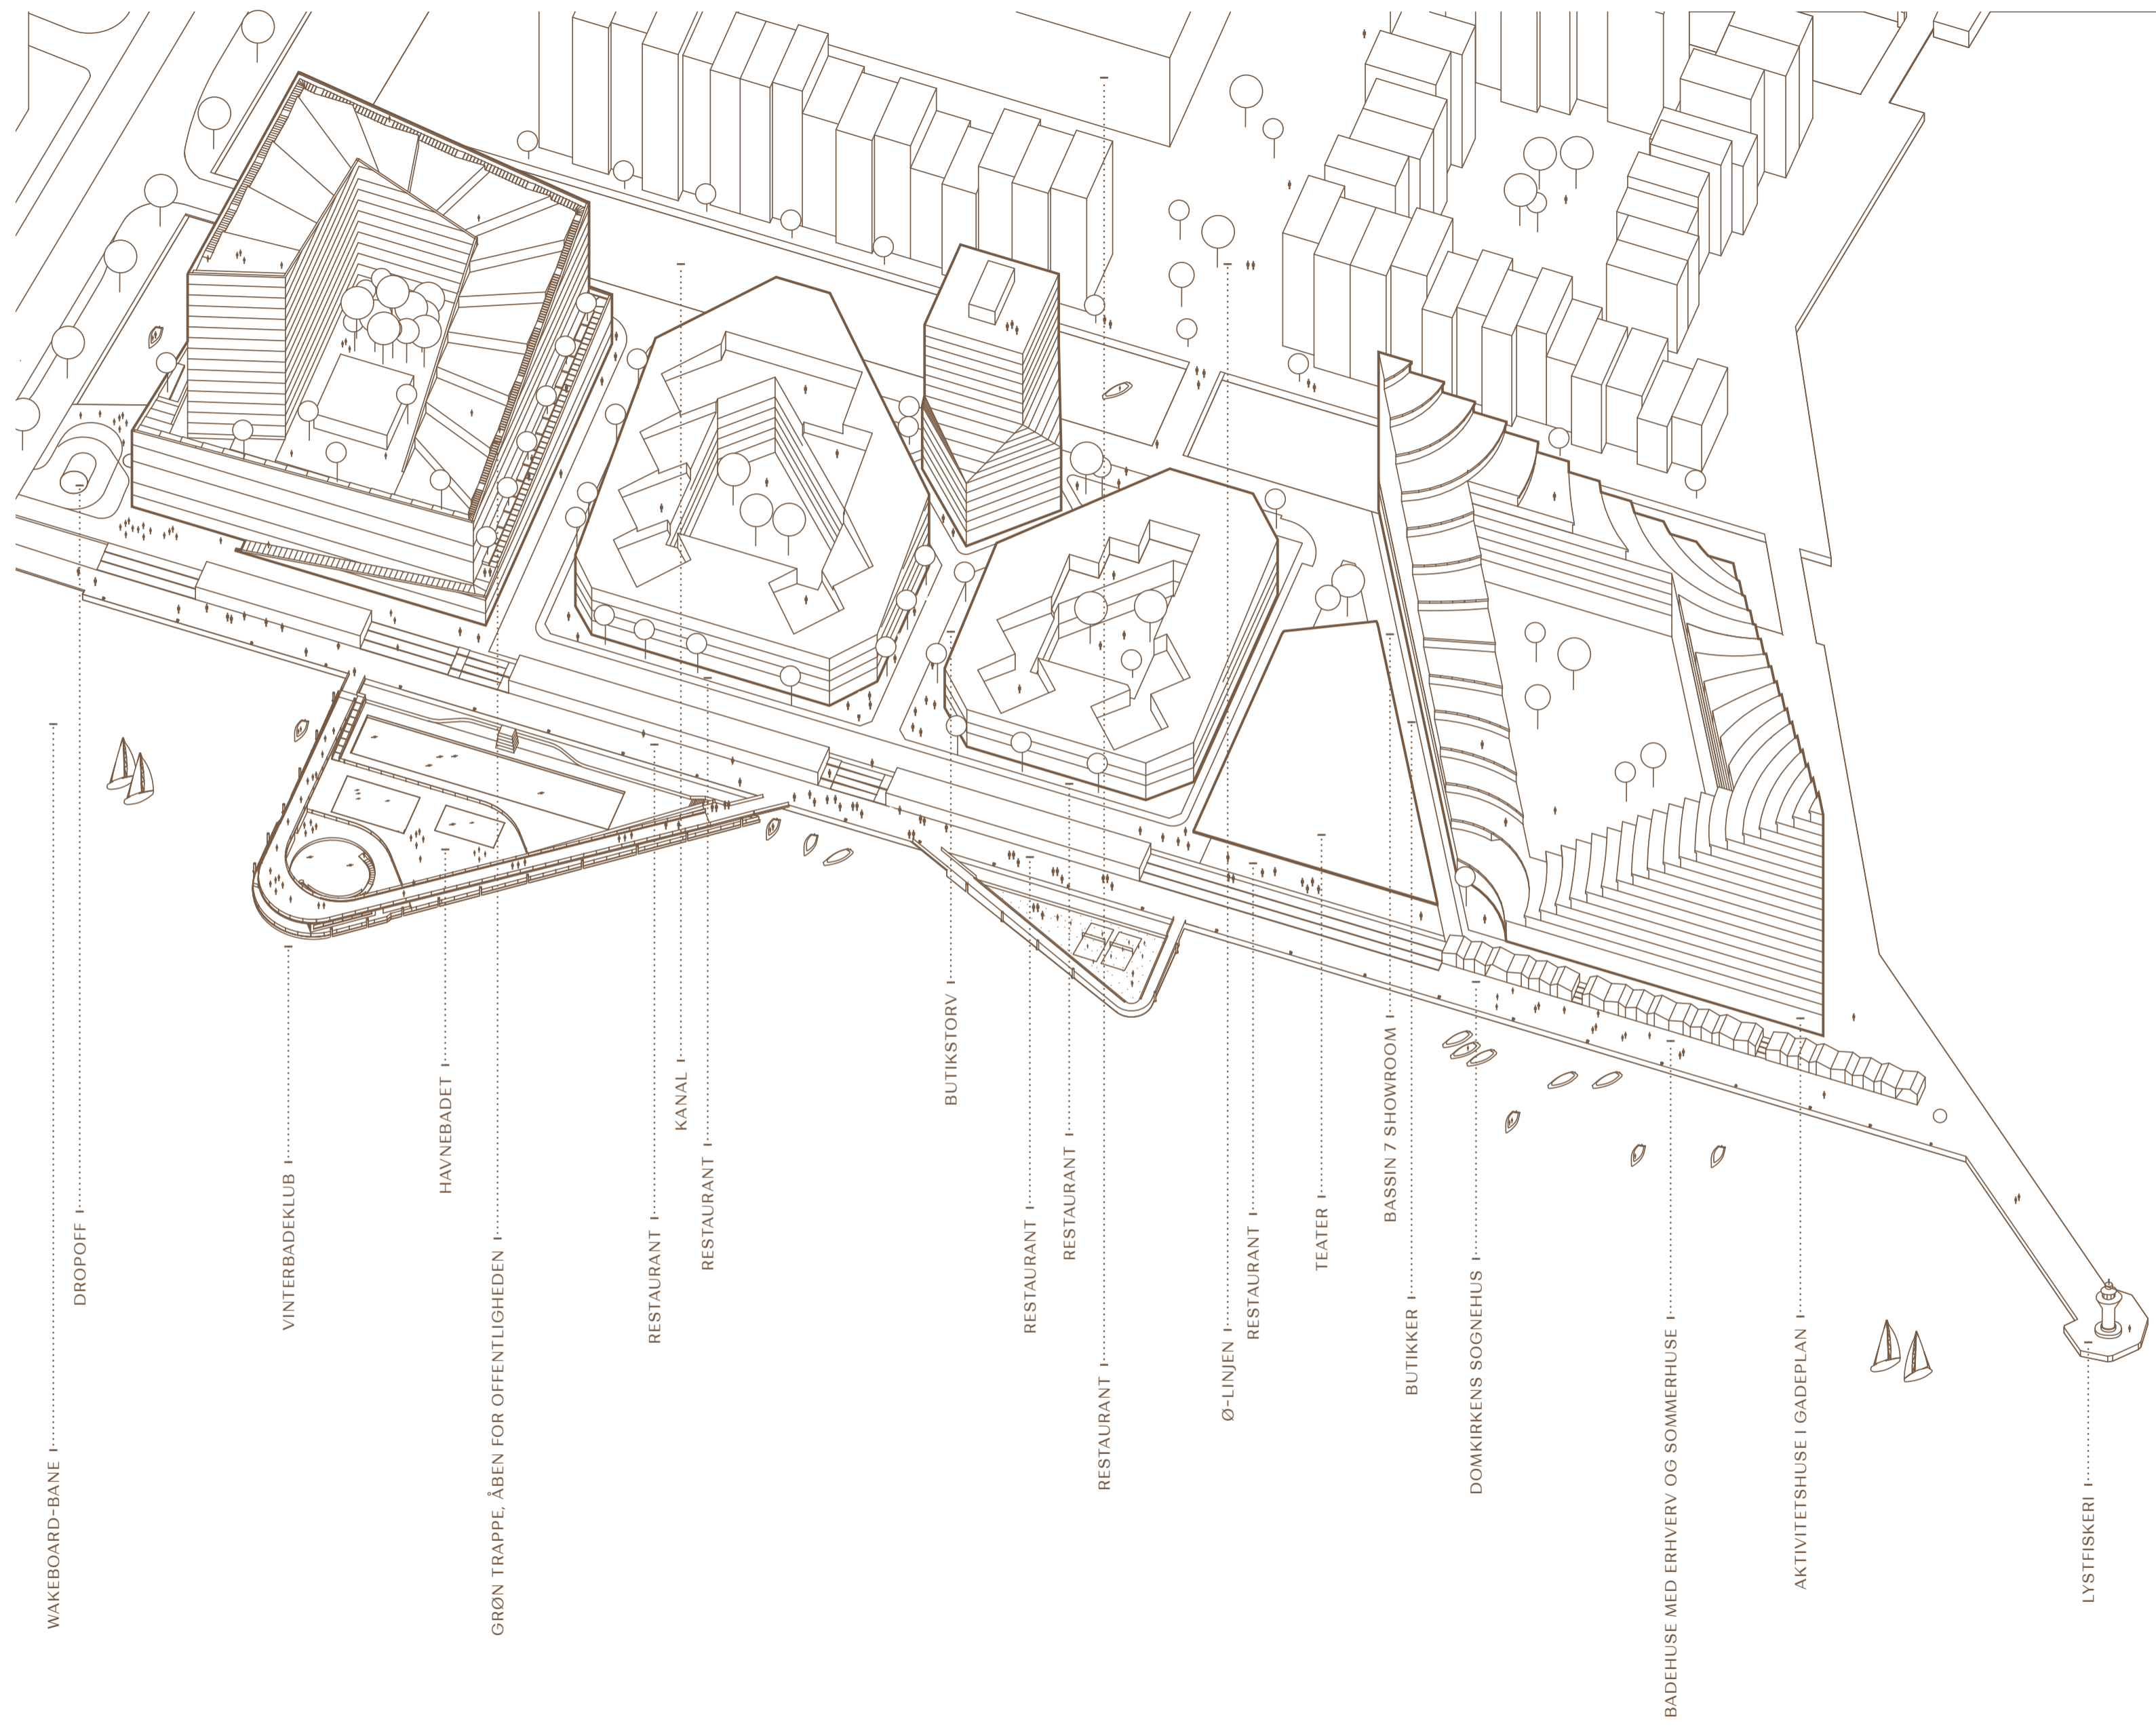 WAKEBOARD-BANE
DROPOFF
VINTERBADEKLUB
HAVNEBADET
GRØN TRAPPE, ÅBEN FOR OFFENTLIGHEDEN
RESTAURANT
KANAL
RESTAURANT
BUTIKSTORV
RESTAURANT
RESTAURANT
RESTAURANT
Ø-LINJEN
RESTAURANT
TEATER
BASSIN 7 SHOWROOM
BUTIKKER
DOMKIRKENS SOGNEHUS
BADEHUSE MED ERHVERV OG SOMMERHUSE
AKTIVITETSHUSE I GADEPLAN
LYSTFISKERI